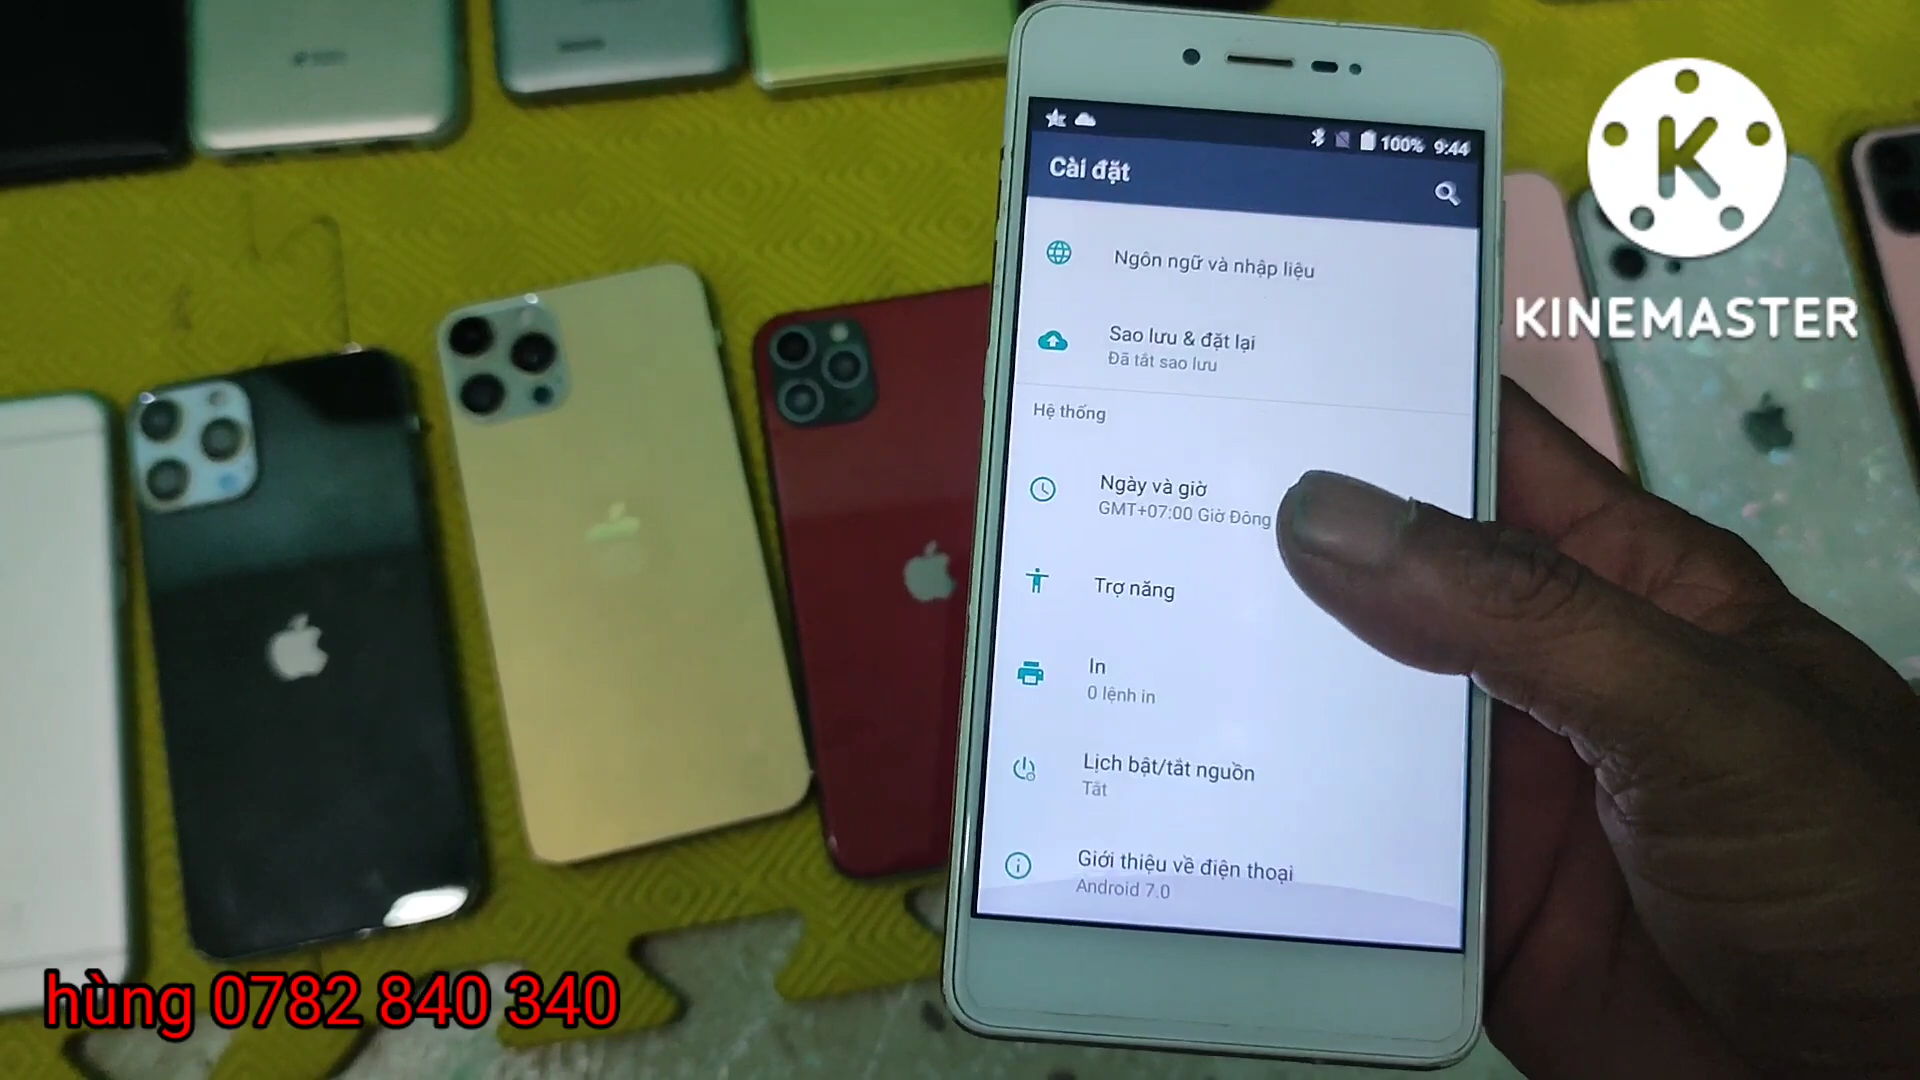 100% 9:44
Cài đặt
Ngôn ngữ và nhập liệu
Sao lưu & đặt lại
Đã tắt sao lưu
Hệ thống
Ngày và giờ
GMT+07:00 Giờ Đông
Trợ năng
In
0 lệnh in
Lịch bật/tắt nguồn
Tắt
Giới thiệu về điện thoại
Android 7.0
K
KINEMASTER
hùng 0782 840 340